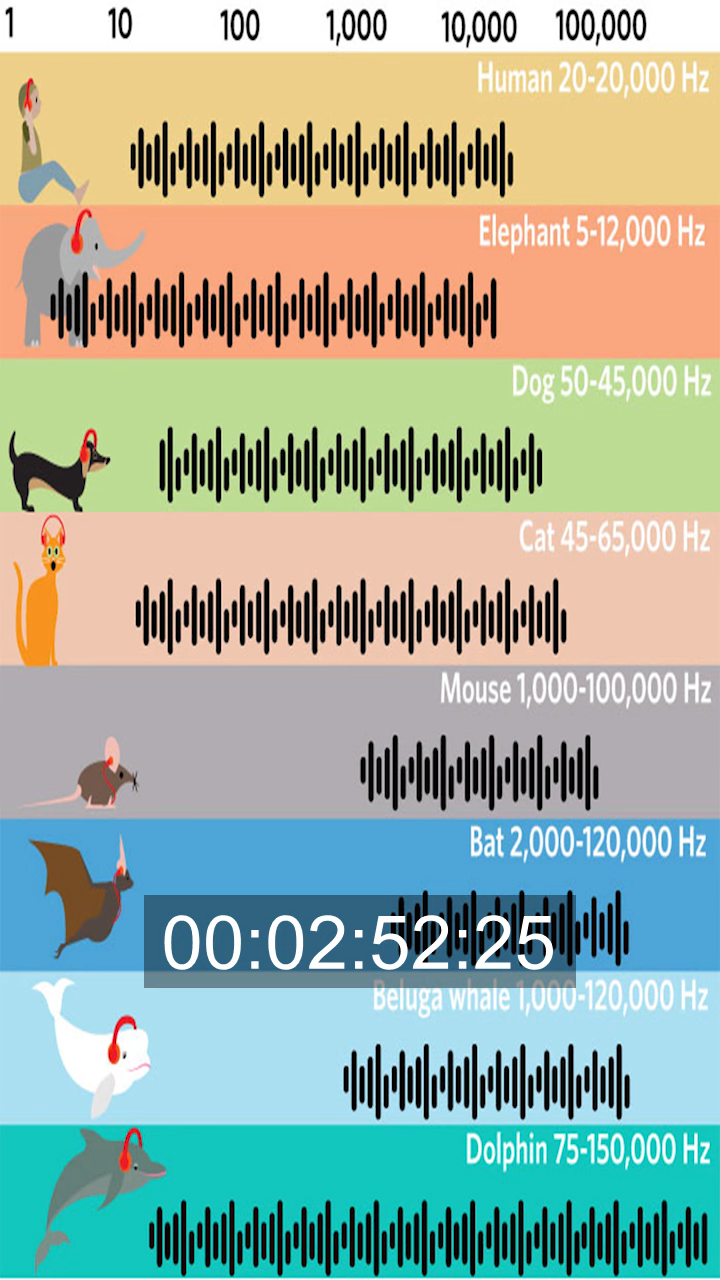 1 10 100 1,000 10,000 100,000
Human 20-20,000 Hz
Elephant 5-12,000 Hz
Dog 50-45,000 Hz
Cat 45-65,000 Hz
Mouse 1,000-100,000 Hz
Bat 2,000-120,000 Hz
00:02:52:25
Beluga whale 1,000-120,000 Hz
Dolphin 75-150,000 Hz